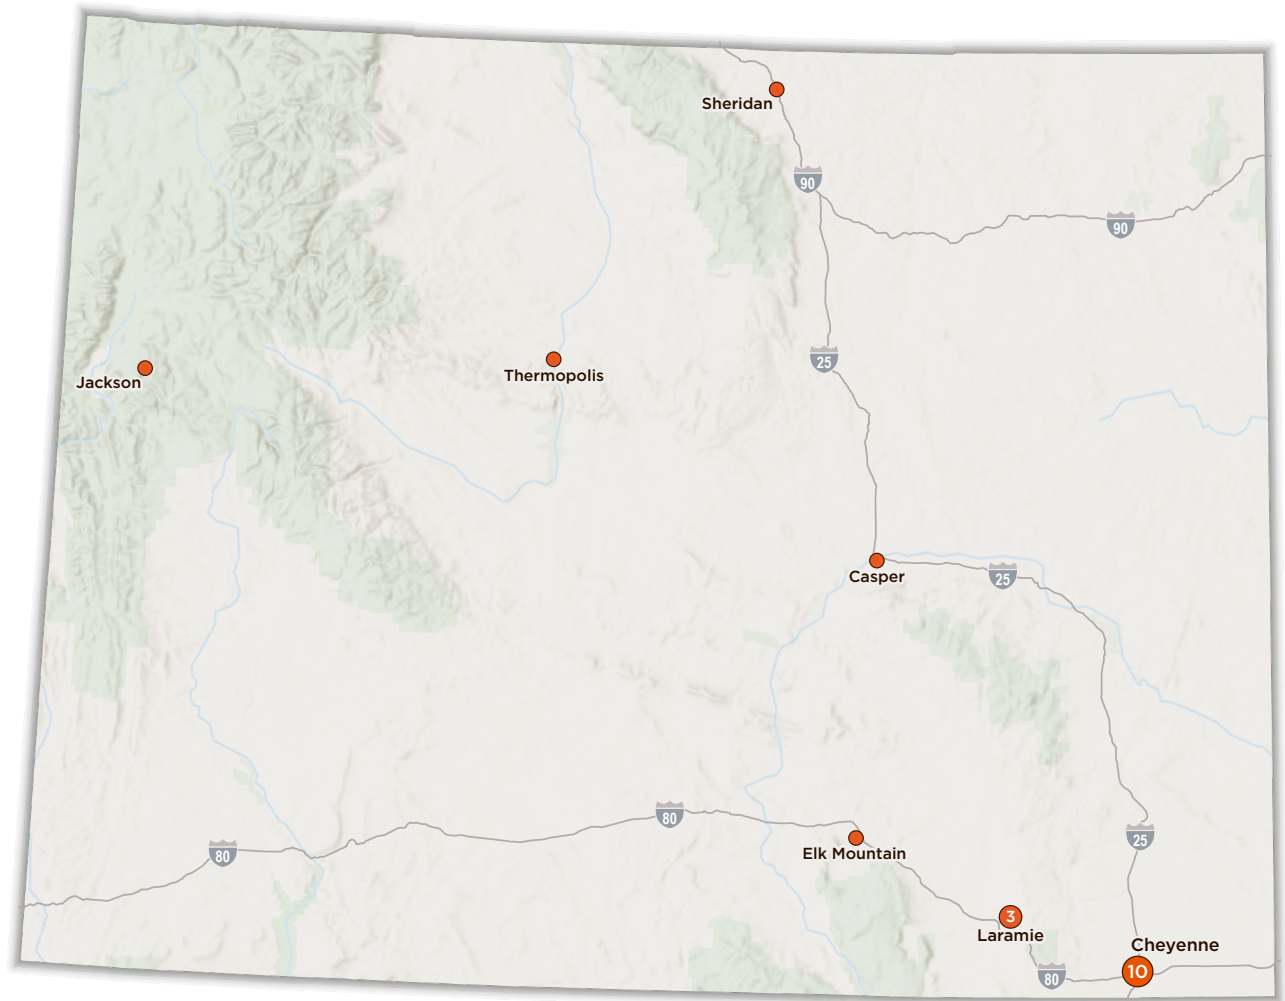 Sheridan
90
90
25
Jackson
Thermopolis
Casper
25
80
Elk Mountain
80
25
3
Laramie
Cheyenne
10
80